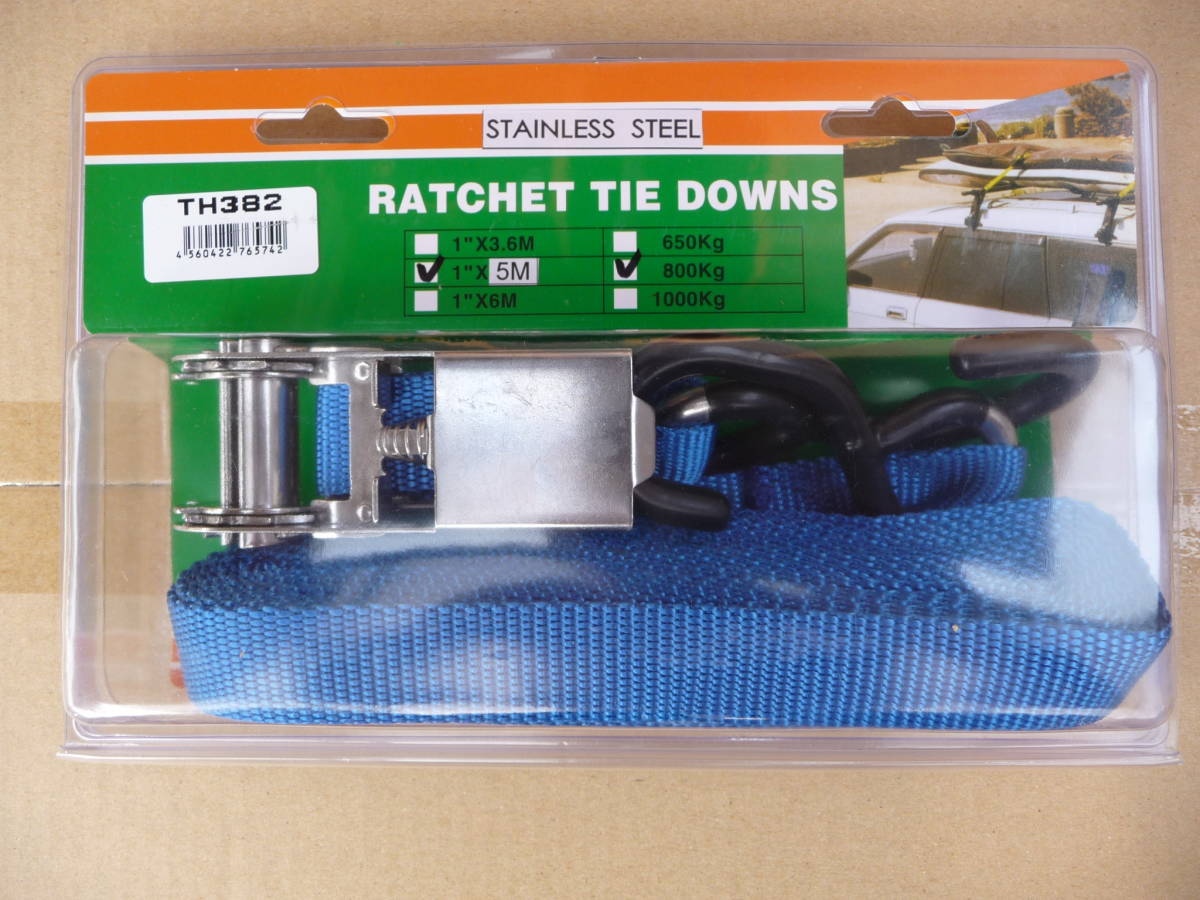 STAINLESS STEEL
TH382
4 560422 765742
RATCHET TIE DOWNS
1"X3.6M 650Kg
1"X 5M 800Kg
1"X6M 1000Kg